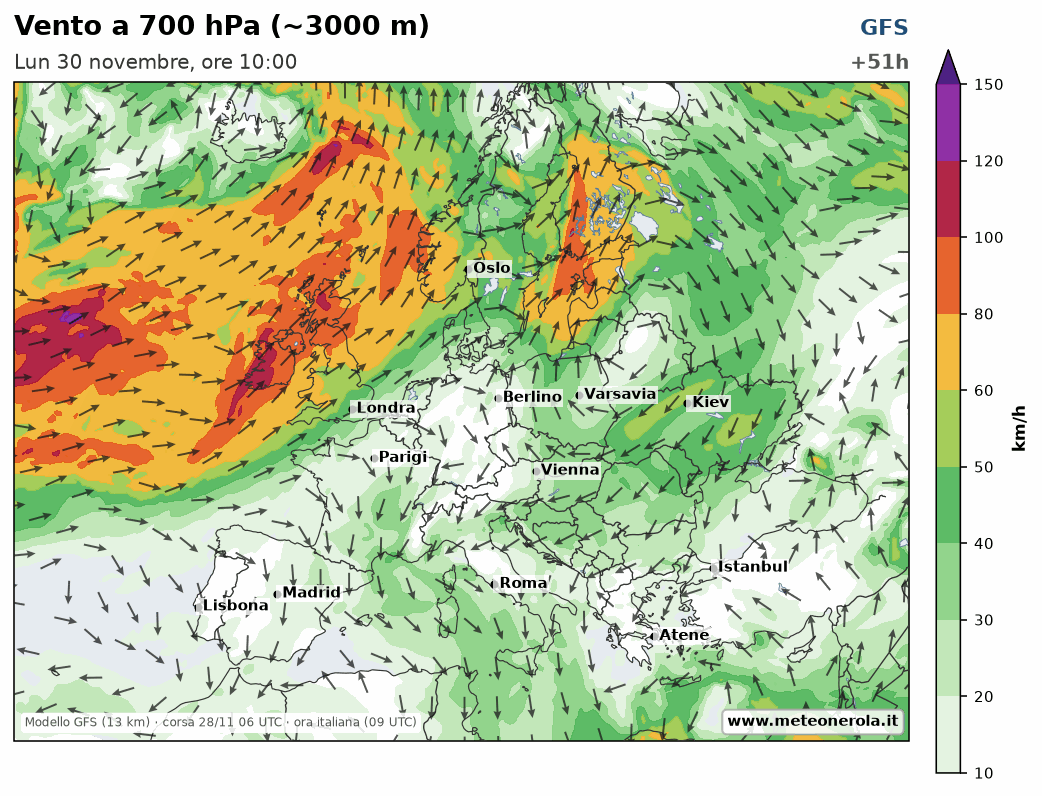 Vento a 700 hPa (~3000 m)
GFS
Lun 30 novembre, ore 10:00
+51h
150
120
100
80
60
50
40
30
20
10
km/h
Oslo
Berlino
Varsavia
Kiev
Londra
Parigi
Vienna
Istanbul
Roma
Madrid
Lisbona
Atene
Modello GFS (13 km) · corsa 28/11 06 UTC · ora italiana (09 UTC)
www.meteonerola.it